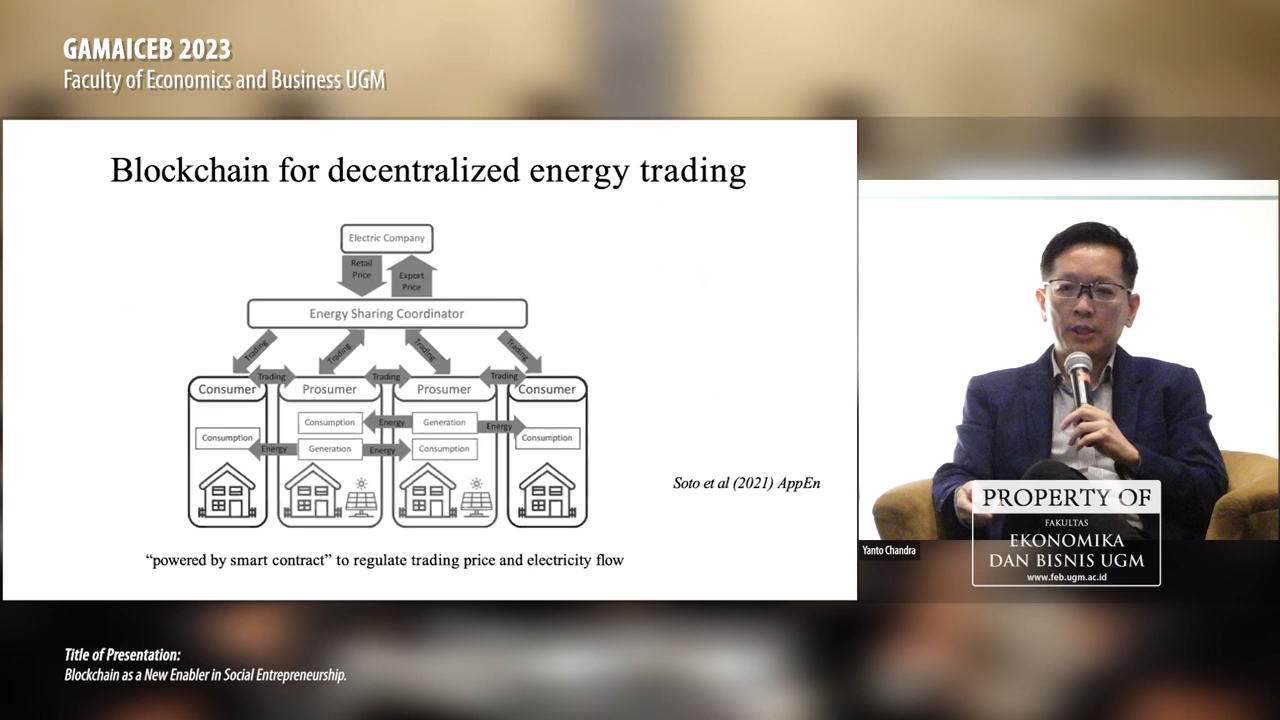 GAMAICEB 2023
Faculty of Economics and Business UGM
Blockchain for decentralized energy trading
Electric Company
Retail
Price
Export
Price
Energy Sharing Coordinator
Trading
Trading
Trading
Trading
Trading
Trading
Trading
Consumer
Prosumer
Prosumer
Consumer
Consumption
Energy
Generation
Energy
Consumption
Consumption
Energy
Generation
Energy
Consumption
Soto et al (2021) AppEn
“powered by smart contract” to regulate trading price and electricity flow
Yanto Chandra
PROPERTY OF
FAKULTAS
EKONOMIKA
DAN BISNIS UGM
www.feb.ugm.ac.id
Title of Presentation:
Blockchain as a New Enabler in Social Entrepreneurship.